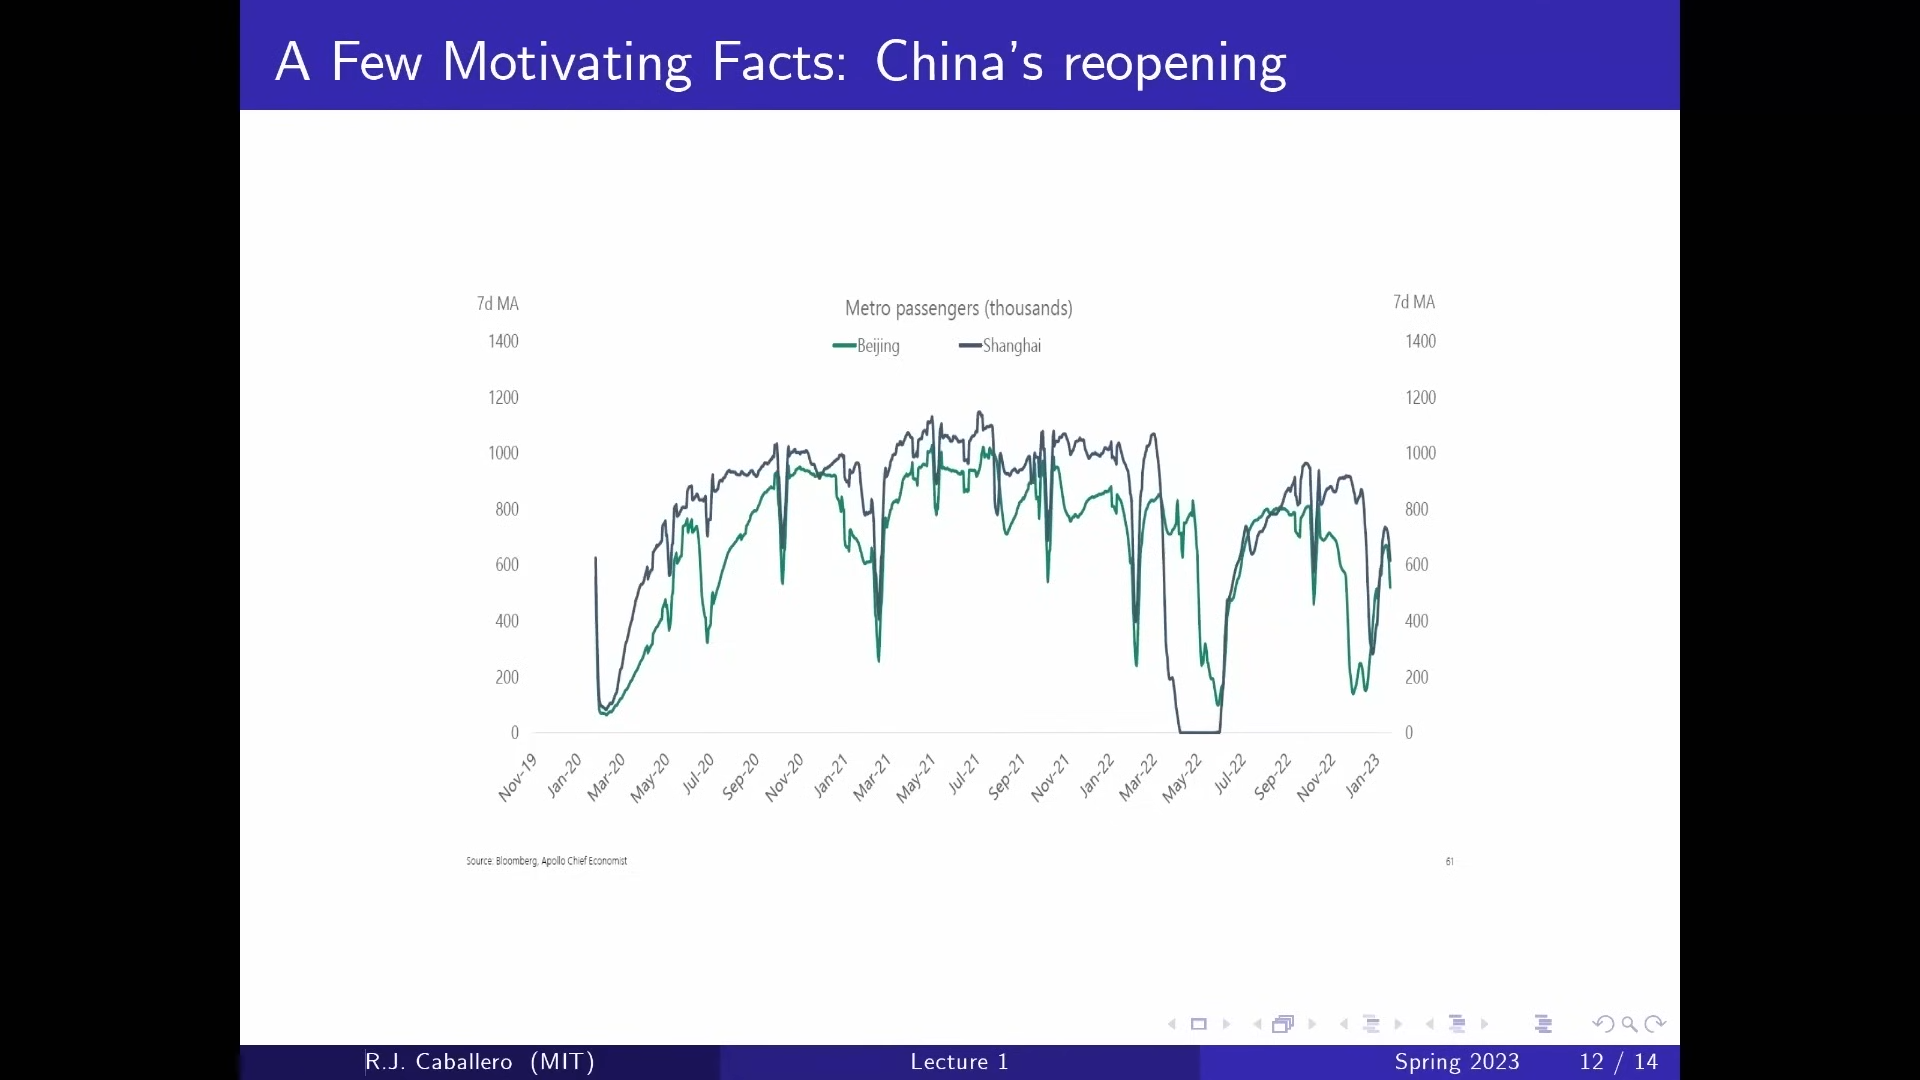 A Few Motivating Facts: China's reopening
7d MA
Metro passengers (thousands)
7d MA
Beijing
Shanghai
1400
1400
1200
1200
1000
1000
800
800
600
600
400
400
200
200
0
0
Nov-19 Jan-20 Mar-20 May-20 Jul-20 Sep-20 Nov-20 Jan-21 Mar-21 May-21 Jul-21 Sep-21 Nov-21 Jan-22 Mar-22 May-22 Jul-22 Sep-22 Nov-22 Jan-23
Source: Bloomberg, Apollo Chief Economist
61
R.J. Caballero (MIT)
Lecture 1
Spring 2023
12 / 14